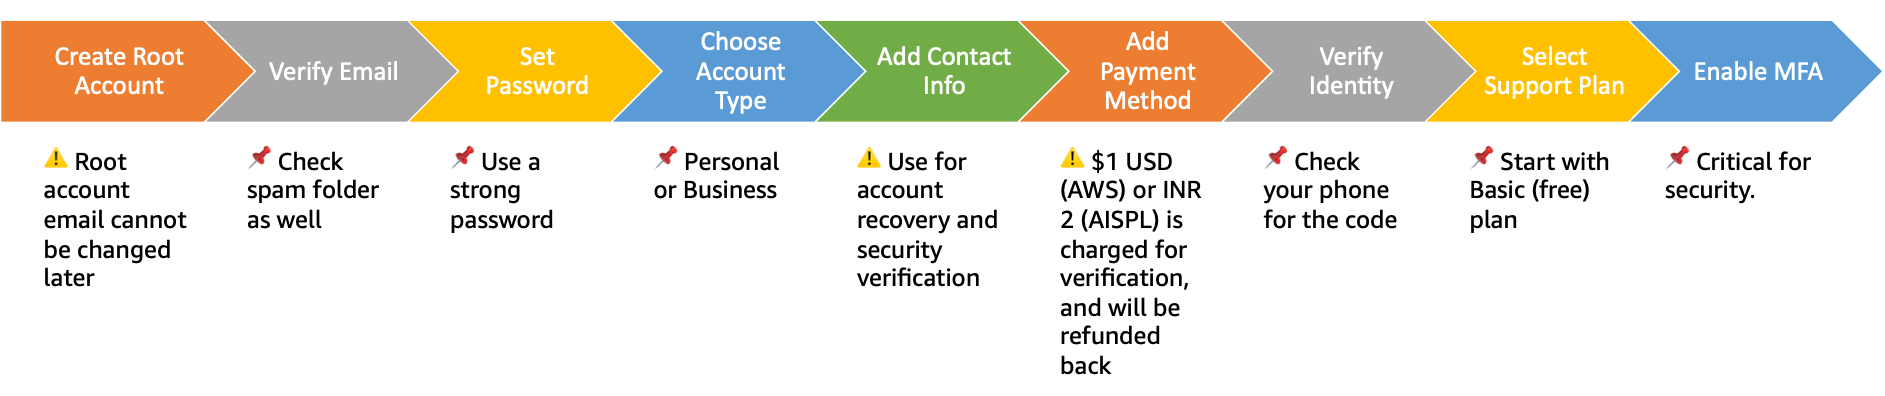 Create Root
Account
Verify Email
Set
Password
Choose
Account
Type
Add Contact
Info
Add
Payment
Method
Verify
Identity
Select
Support Plan
Enable MFA
⚠️ Root
account
email cannot
be changed
later
📌 Check
spam folder
as well
📌 Use a
strong
password
📌 Personal
or Business
⚠️ Use for
account
recovery and
security
verification
⚠️ $1 USD
(AWS) or INR
2 (AISPL) is
charged for
verification,
and will be
refunded
back
📌 Check
your phone
for the code
📌 Start with
Basic (free)
plan
📌 Critical for
security.